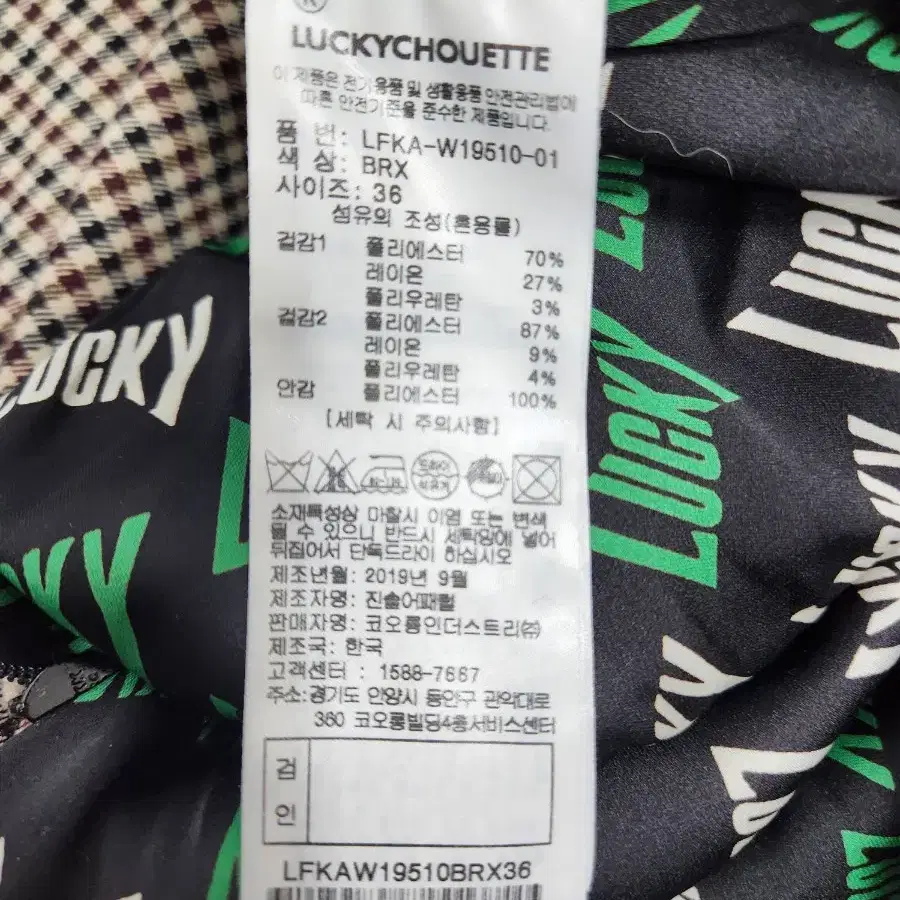 LUCKYCHOUETTE
이 제품은 전기용품 및 생활용품 안전관리법에
따른 안전기준을 준수한 제품입니다.
품 번: LFKA-W19510-01
색 상: BRX
사이즈: 36
섬유의 조성(혼용률)
겉감1 폴리에스터 70%
레이온 27%
폴리우레탄 3%
겉감2 폴리에스터 87%
레이온 9%
폴리우레탄 4%
안감 폴리에스터 100%
[세탁 시 주의사항]
소재특성상 마찰시 이염 또는 변색
될 수 있으니 반드시 세탁망에 넣어
뒤집어서 단독드라이 하십시오
제조년월: 2019년 9월
제조자명: 진솔어패럴
판매자명: 코오롱인더스트리㈜
제조국: 한국
고객센터 : 1588-7667
주소:경기도 안양시 동안구 관악대로
360 코오롱빌딩4층서비스센터
검
인
LFKAW19510BRX36
LUCKY
LUCKY